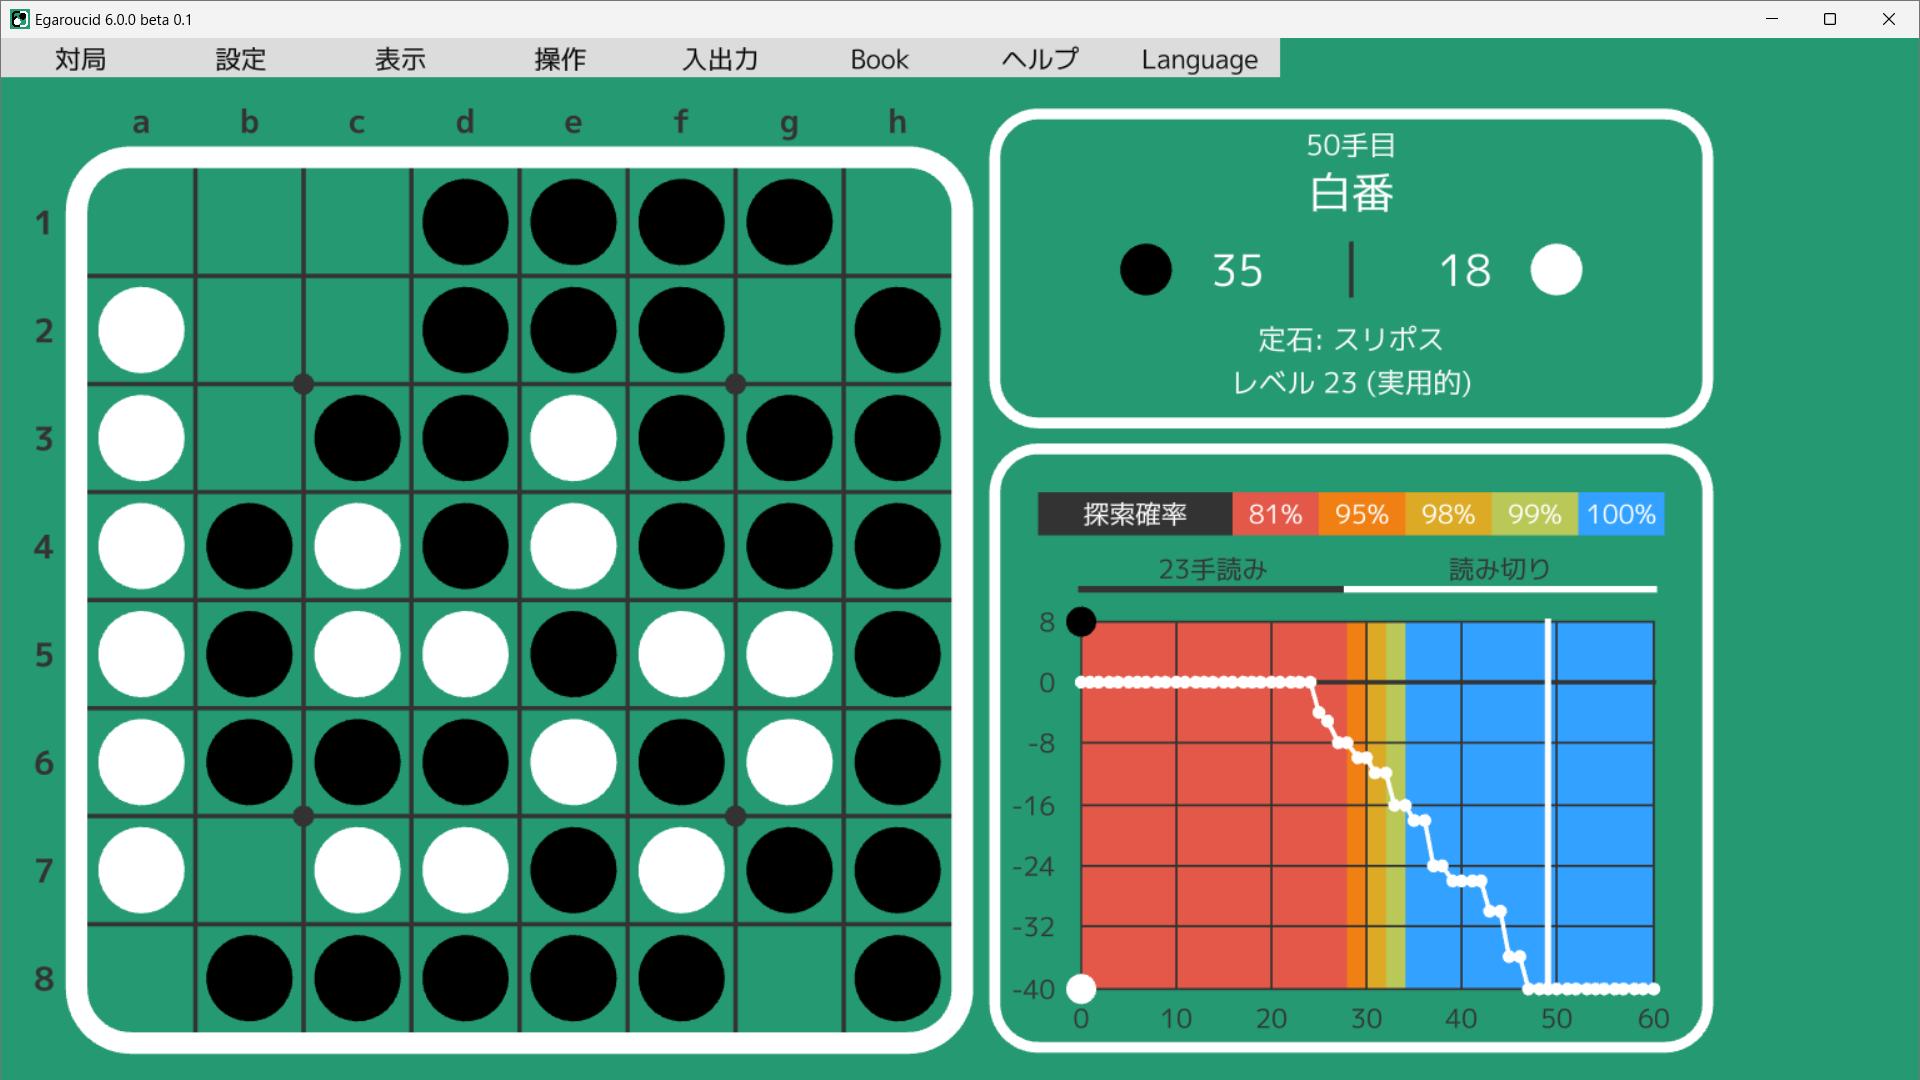 Egaroucid 6.0.0 beta 0.1
対局 設定 表示 操作 入出力 Book ヘルプ Language
a b c d e f g h
1
2
3
4
5
6
7
8
50手目
白番
35 18
定石: スリポス
レベル 23 (実用的)
探索確率 81% 95% 98% 99% 100%
23手読み 読み切り
8
0
-8
-16
-24
-32
-40
0 10 20 30 40 50 60